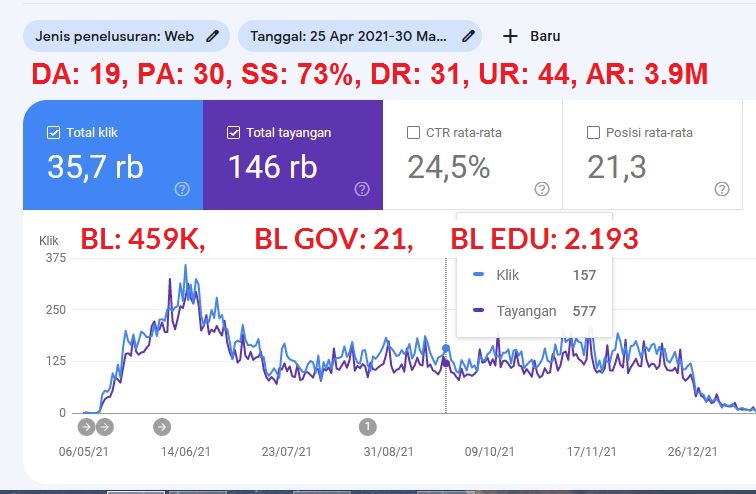 Jenis penelusuran: Web Tanggal: 25 Apr 2021-30 Ma... + Baru
DA: 19, PA: 30, SS: 73%, DR: 31, UR: 44, AR: 3.9M
Total klik Total tayangan CTR rata-rata Posisi rata-rata
35,7 rb 146 rb 24,5% 21,3
Klik BL: 459K, BL GOV: 21, BL EDU: 2.193
375
Klik 157
250
Tayangan 577
125
0
1
06/05/21 14/06/21 23/07/21 31/08/21 09/10/21 17/11/21 26/12/21